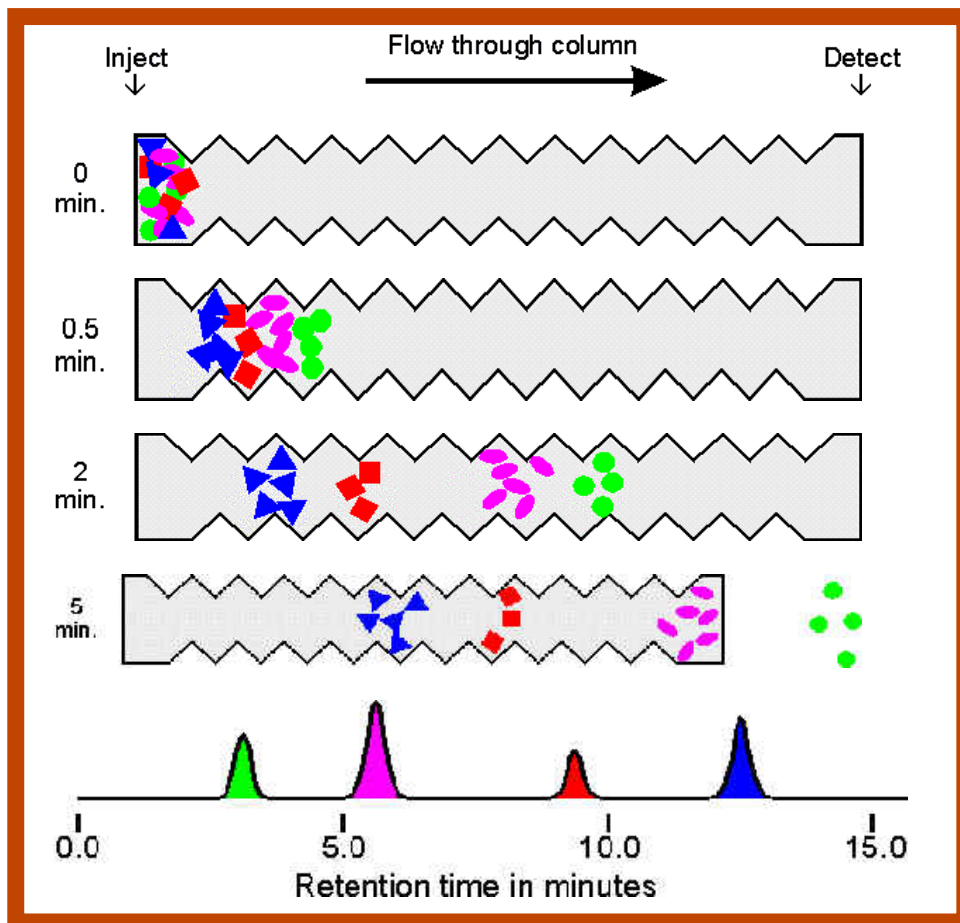 Inject
Flow through column
Detect
0
min.
0.5
min.
2
min.
5
min.
0.0 5.0 10.0 15.0
Retention time in minutes